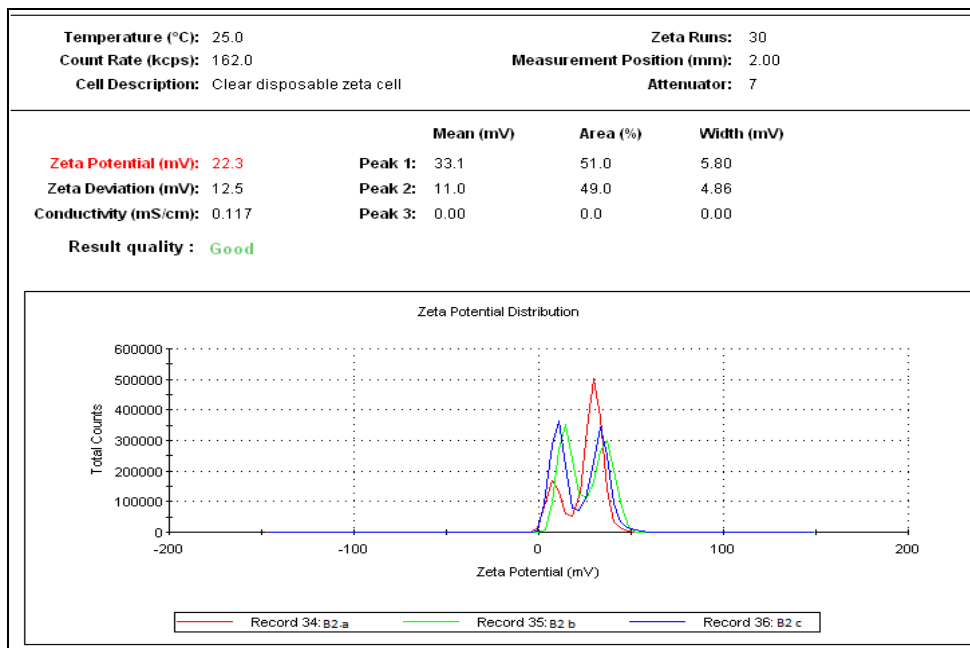 Temperature (°C): 25.0 Zeta Runs: 30
Count Rate (kcps): 162.0 Measurement Position (mm): 2.00
Cell Description: Clear disposable zeta cell Attenuator: 7
Mean (mV) Area (%) Width (mV)
Zeta Potential (mV): 22.3 Peak 1: 33.1 51.0 5.80
Zeta Deviation (mV): 12.5 Peak 2: 11.0 49.0 4.86
Conductivity (mS/cm): 0.117 Peak 3: 0.00 0.0 0.00
Result quality : Good
Zeta Potential Distribution
600000
500000
400000
300000
200000
100000
0
Total Counts
-200 -100 0 100 200
Zeta Potential (mV)
Record 34: B2 a Record 35: B2 b Record 36: B2 c